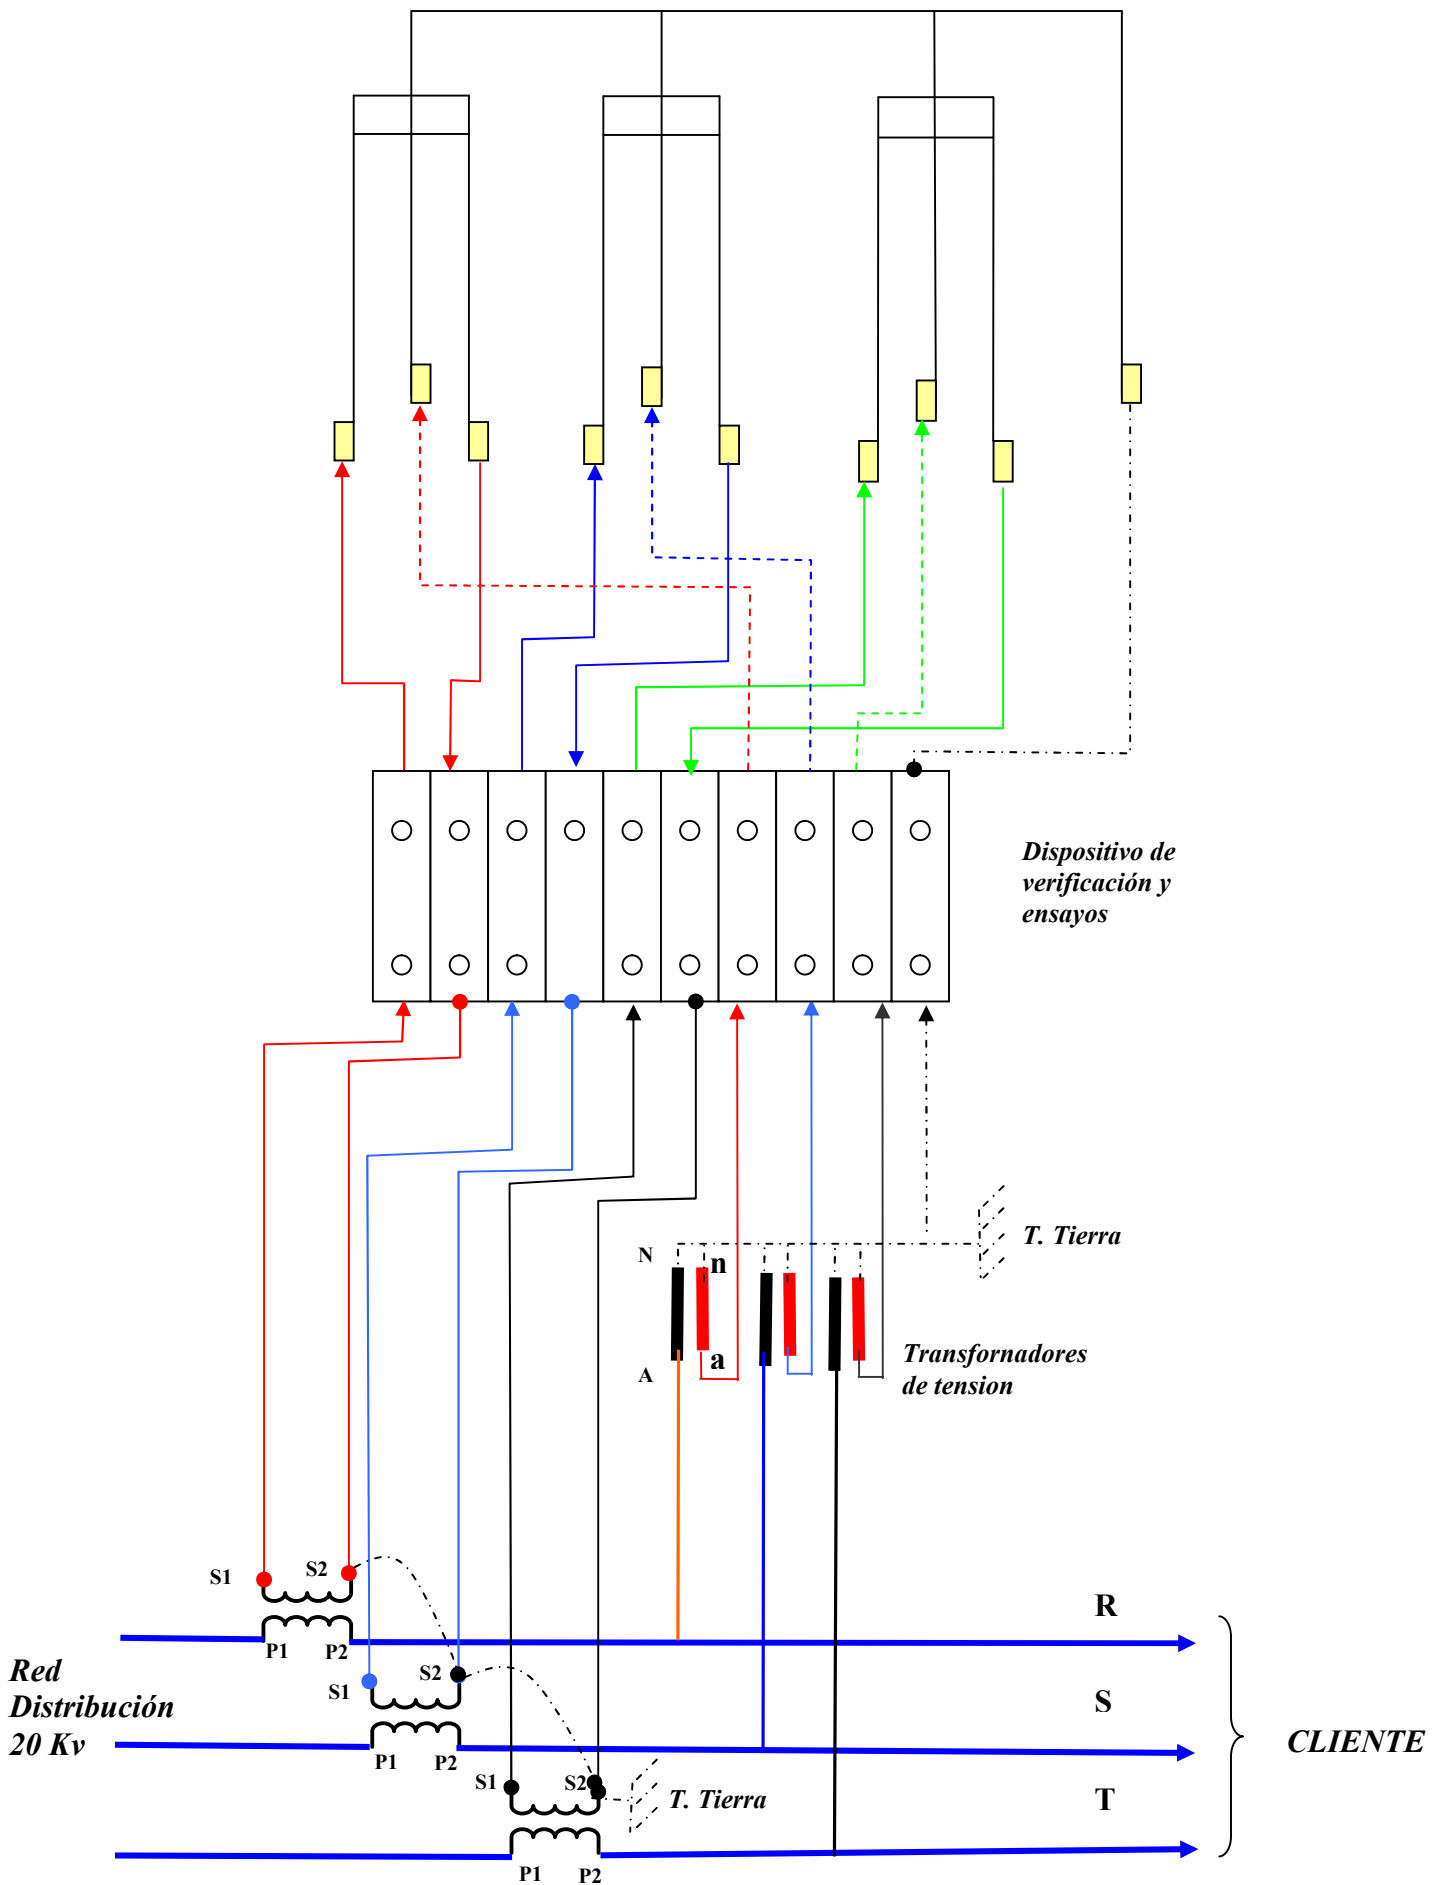 Dispositivo de
verificación y
ensayos
T. Tierra
N
n
Transfornadores
de tension
a
A
S1
S2
R
P1
P2
Red
Distribución
20 Kv
S1
S2
S
CLIENTE
P1
P2
S1
S2
T. Tierra
T
P1
P2